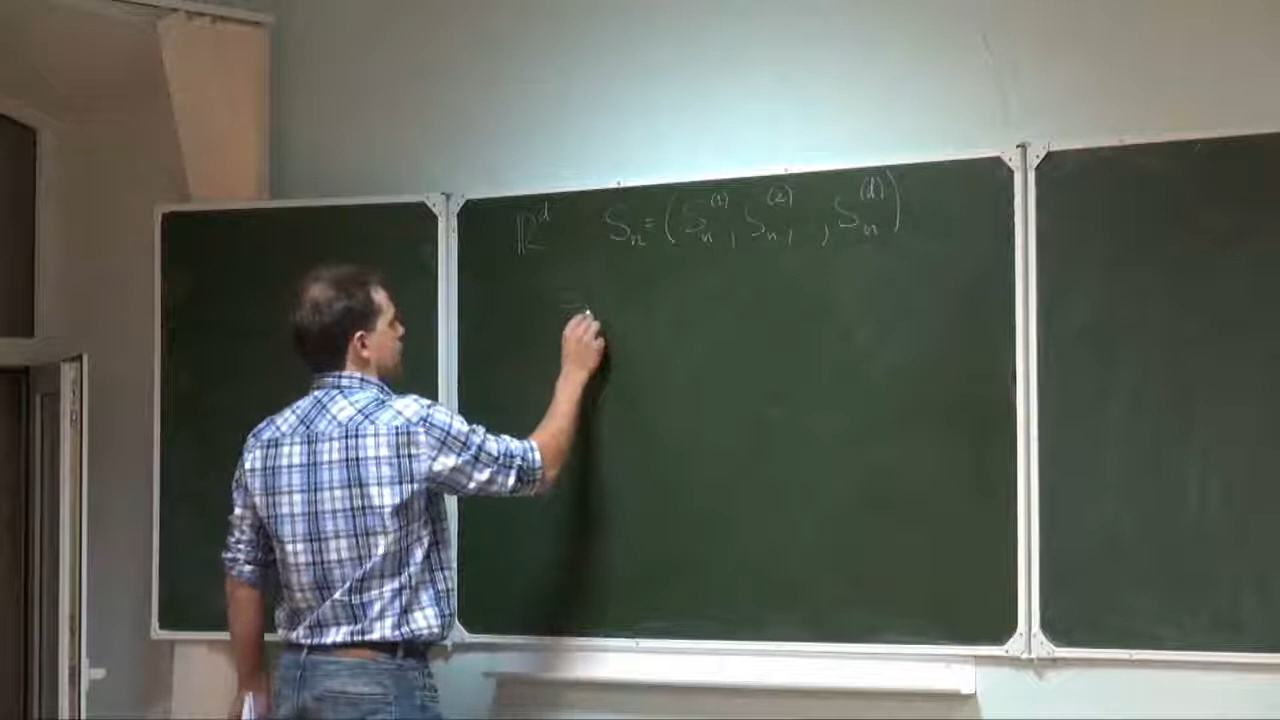 ℝ^d S_n = (S_n^(1), S_n^(2), , S_n^(d))